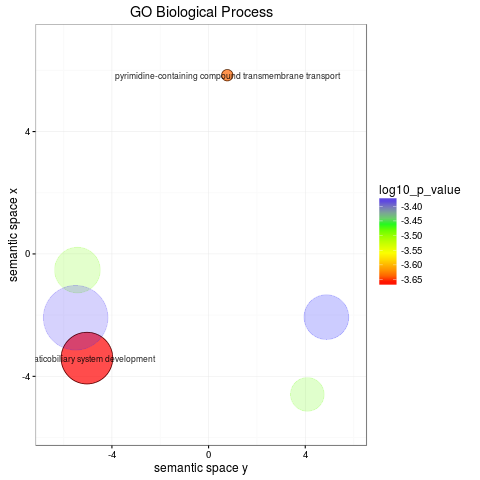 GO Biological Process
pyrimidine-containing compound transmembrane transport
log10_p_value
-3.40
-3.45
-3.50
-3.55
-3.60
-3.65
4
0
-4
semantic space x
aticobiliary system development
-4
0
4
semantic space y